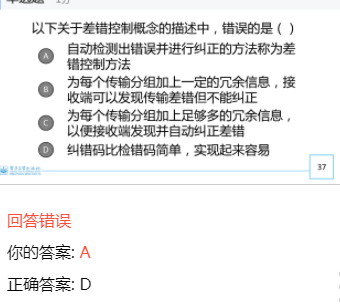 以下关于差错控制概念的描述中，错误的是（ ）
A 自动检测出错误并进行纠正的方法称为差
错控制方法
B 为每个传输分组加上一定的冗余信息，接
收端可以发现传输差错但不能纠正
C 为每个传输分组加上足够多的冗余信息，
以便接收端发现并自动纠正差错
D 纠错码比检错码简单，实现起来容易
37
回答错误
你的答案: A
正确答案: D